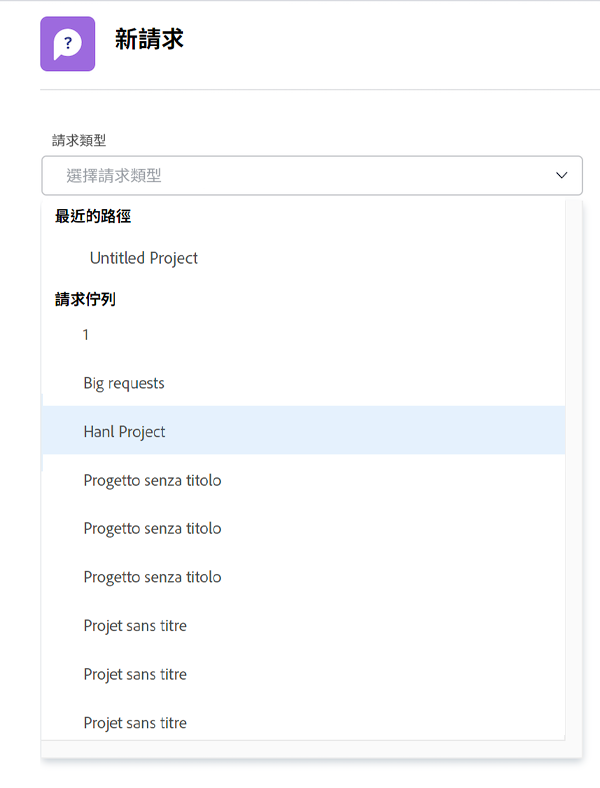 ?
新請求
請求類型
選擇請求類型
最近的路徑
Untitled Project
請求佇列
1
Big requests
Hanl Project
Progetto senza titolo
Progetto senza titolo
Progetto senza titolo
Projet sans titre
Projet sans titre
Projet sans titre